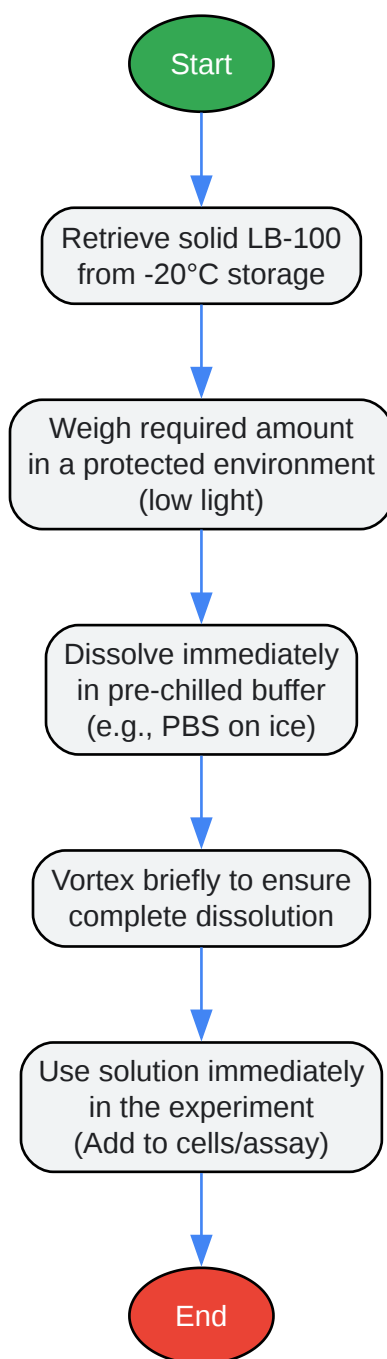 Start
Retrieve solid LB-100
from -20°C storage
Weigh required amount
in a protected environment
(low light)
Dissolve immediately
in pre-chilled buffer
(e.g., PBS on ice)
Vortex briefly to ensure
complete dissolution
Use solution immediately
in the experiment
(Add to cells/assay)
End